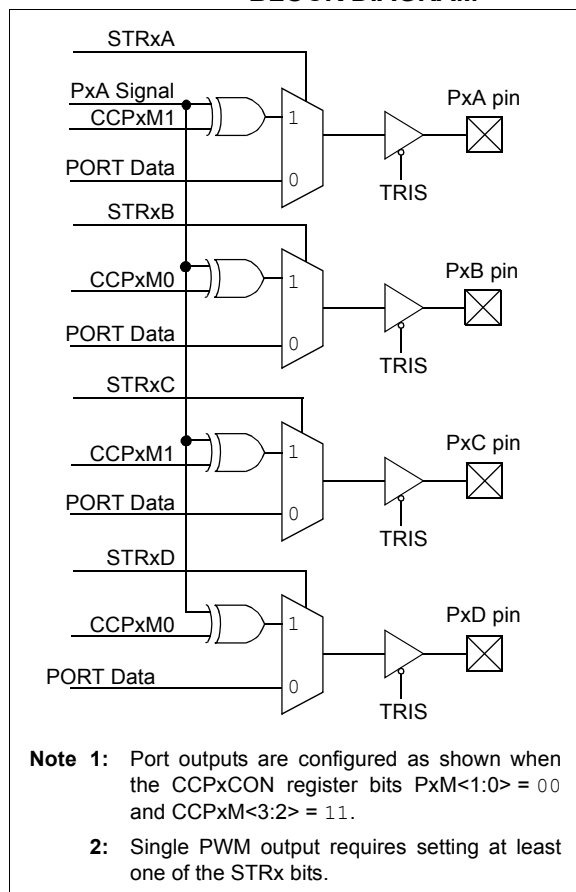 STRxA
PxA Signal
CCPxM1
1
PxA pin
PORT Data
0
TRIS
STRxB
CCPxM0
1
PxB pin
PORT Data
0
TRIS
STRxC
CCPxM1
1
PxC pin
PORT Data
0
TRIS
STRxD
CCPxM0
1
PxD pin
PORT Data
0
TRIS
Note 1: Port outputs are configured as shown when
the CCPxCON register bits PxM<1:0> = 00
and CCPxM<3:2> = 11.
2: Single PWM output requires setting at least
one of the STRx bits.